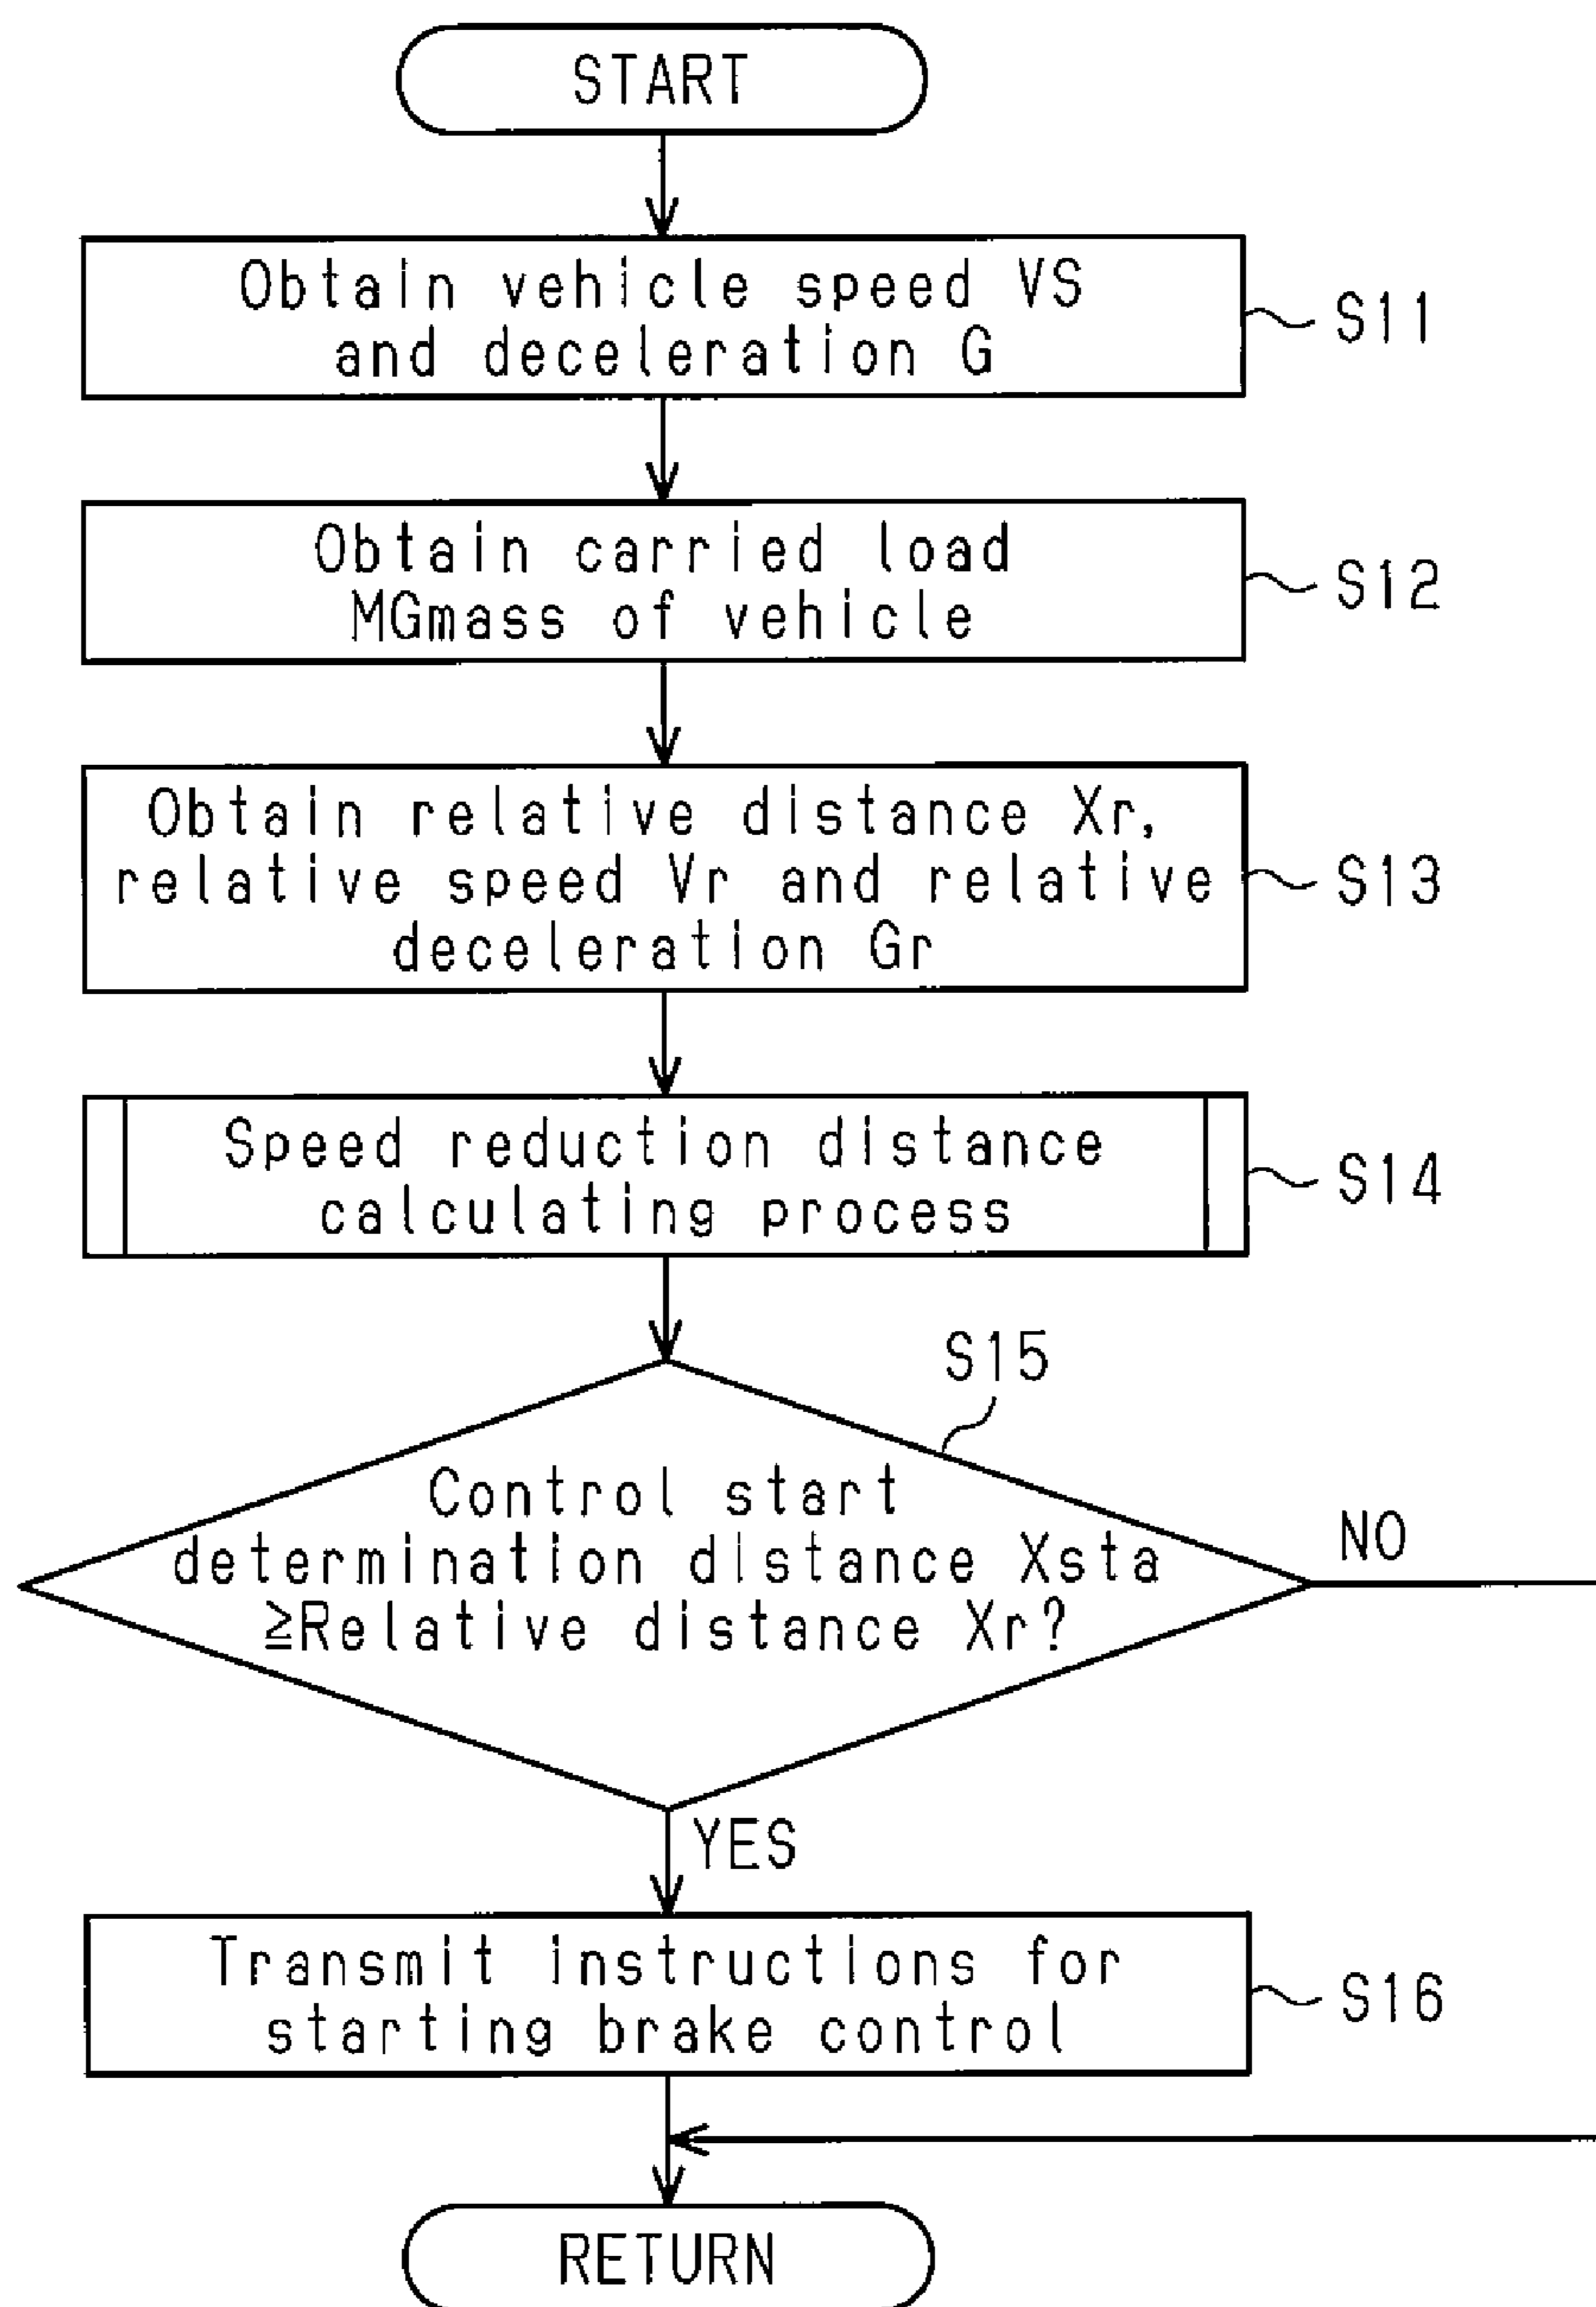 START
Obtain vehicle speed VS
and deceleration G
S11
Obtain carried load
MGmass of vehicle
S12
Obtain relative distance Xr,
relative speed Vr and relative
deceleration Gr
S13
Speed reduction distance
calculating process
S14
S15
Control start
determination distance Xsta
≧Relative distance Xr?
NO
YES
Transmit instructions for
starting brake control
S16
RETURN